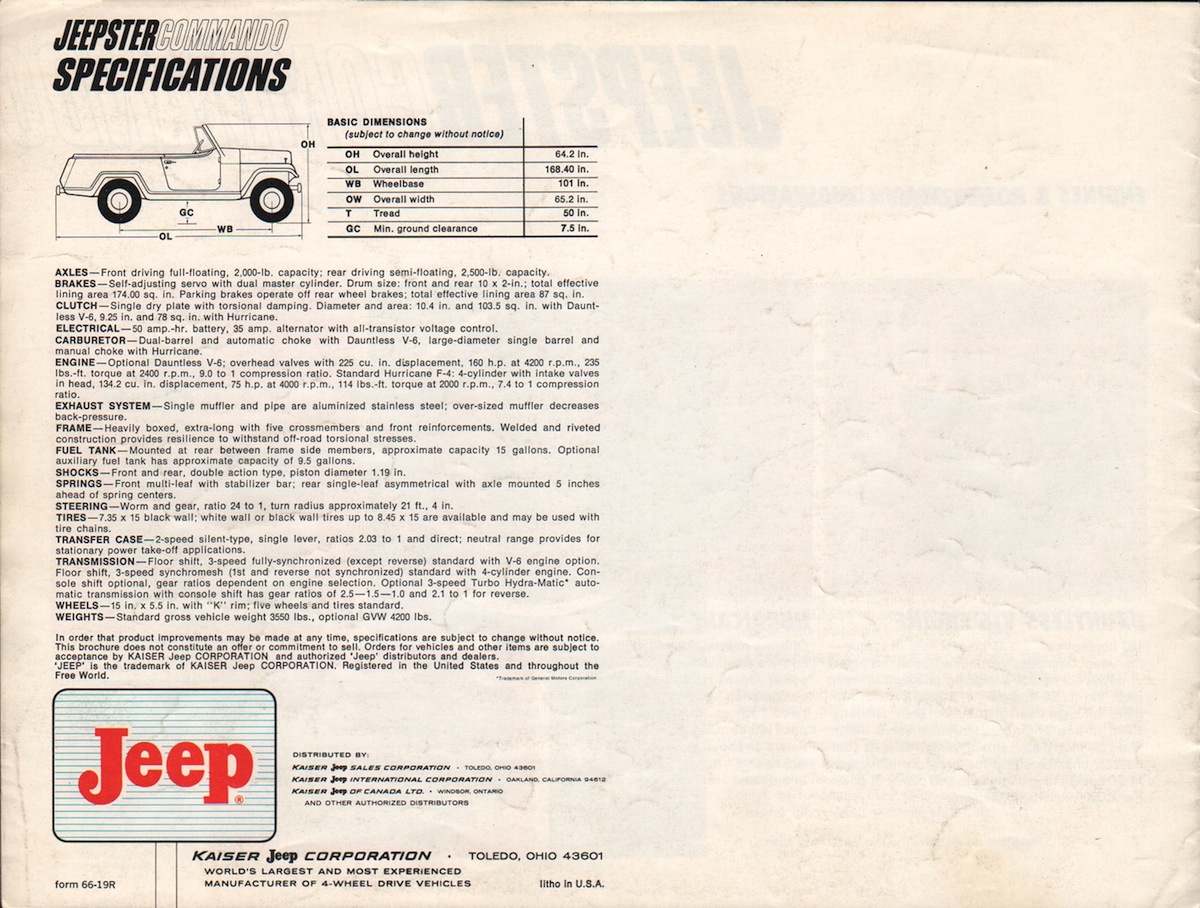 JEEPSTER COMMANDO
SPECIFICATIONS
OH
GC
WB
OL
BASIC DIMENSIONS
(subject to change without notice)
OH Overall height 64.2 in.
OL Overall length 168.40 in.
WB Wheelbase 101 in.
OW Overall width 65.2 in.
T Tread 50 in.
GC Min. ground clearance 7.5 in.
AXLES—Front driving full-floating, 2,000-lb. capacity; rear driving semi-floating, 2,500-lb. capacity.
BRAKES—Self-adjusting servo with dual master cylinder. Drum size: front and rear 10 x 2-in.; total effective
lining area 174.00 sq. in. Parking brakes operate off rear wheel brakes; total effective lining area 87 sq. in.
CLUTCH—Single dry plate with torsional damping. Diameter and area: 10.4 in. and 103.5 sq. in. with Daunt-
less V-6, 9.25 in. and 78 sq. in. with Hurricane.
ELECTRICAL—50 amp.-hr. battery, 35 amp. alternator with all-transistor voltage control.
CARBURETOR—Dual-barrel and automatic choke with Dauntless V-6, large-diameter single barrel and
manual choke with Hurricane.
ENGINE—Optional Dauntless V-6; overhead valves with 225 cu. in. displacement, 160 h.p. at 4200 r.p.m., 235
lbs.-ft. torque at 2400 r.p.m., 9.0 to 1 compression ratio. Standard Hurricane F-4: 4-cylinder with intake valves
in head, 134.2 cu. in. displacement, 75 h.p. at 4000 r.p.m., 114 lbs.-ft. torque at 2000 r.p.m., 7.4 to 1 compression
ratio.
EXHAUST SYSTEM—Single muffler and pipe are aluminized stainless steel; over-sized muffler decreases
back-pressure.
FRAME—Heavily boxed, extra-long with five crossmembers and front reinforcements. Welded and riveted
construction provides resilience to withstand off-road torsional stresses.
FUEL TANK—Mounted at rear between frame side members, approximate capacity 15 gallons. Optional
auxiliary fuel tank has approximate capacity of 9.5 gallons.
SHOCKS—Front and rear, double action type, piston diameter 1.19 in.
SPRINGS—Front multi-leaf with stabilizer bar; rear single-leaf asymmetrical with axle mounted 5 inches
ahead of spring centers.
STEERING—Worm and gear, ratio 24 to 1, turn radius approximately 21 ft., 4 in.
TIRES—7.35 x 15 black wall; white wall or black wall tires up to 8.45 x 15 are available and may be used with
tire chains.
TRANSFER CASE—2-speed silent-type, single lever, ratios 2.03 to 1 and direct; neutral range provides for
stationary power take-off applications.
TRANSMISSION—Floor shift, 3-speed fully-synchronized (except reverse) standard with V-6 engine option.
Floor shift, 3-speed synchromesh (1st and reverse not synchronized) standard with 4-cylinder engine. Con-
sole shift optional, gear ratios dependent on engine selection. Optional 3-speed Turbo Hydra-Matic* auto-
matic transmission with console shift has gear ratios of 2.5—1.5—1.0 and 2.1 to 1 for reverse.
WHEELS—15 in. x 5.5 in. with "K" rim; five wheels and tires standard.
WEIGHTS—Standard gross vehicle weight 3550 lbs., optional GVW 4200 lbs.
In order that product improvements may be made at any time, specifications are subject to change without notice.
This brochure does not constitute an offer or commitment to sell. Orders for vehicles and other items are subject to
acceptance by KAISER Jeep CORPORATION and authorized 'Jeep' distributors and dealers.
'JEEP' is the trademark of KAISER Jeep CORPORATION. Registered in the United States and throughout the
Free World.
*Trademark of General Motors Corporation
Jeep®
DISTRIBUTED BY:
KAISER Jeep SALES CORPORATION • TOLEDO, OHIO 43601
KAISER Jeep INTERNATIONAL CORPORATION • OAKLAND, CALIFORNIA 94612
KAISER Jeep OF CANADA LTD. • WINDSOR, ONTARIO
AND OTHER AUTHORIZED DISTRIBUTORS
KAISER Jeep CORPORATION • TOLEDO, OHIO 43601
WORLD'S LARGEST AND MOST EXPERIENCED
MANUFACTURER OF 4-WHEEL DRIVE VEHICLES
form 66-19R
litho in U.S.A.